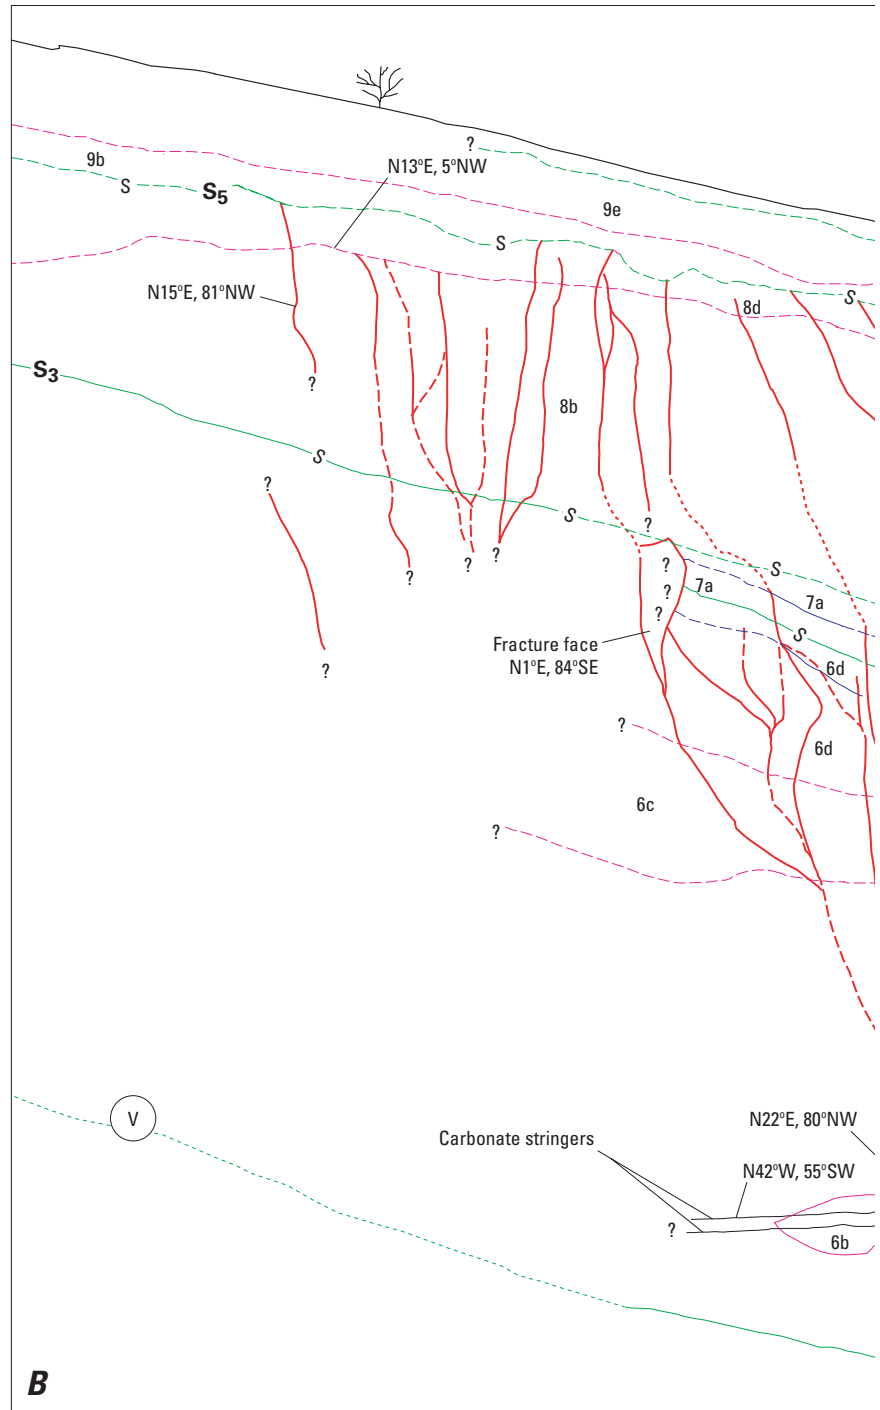 ?
9b
N13°E, 5°NW
S
S5
9e
S
N15°E, 81°NW
8d
S
S3
?
8b
S
?
S
?
?
?
?
?
S
?
7a
?
7a
?
S
Fracture face
N1°E, 84°SE
6d
?
?
6d
6c
?
V
N22°E, 80°NW
Carbonate stringers
N42°W, 55°SW
?
6b
B